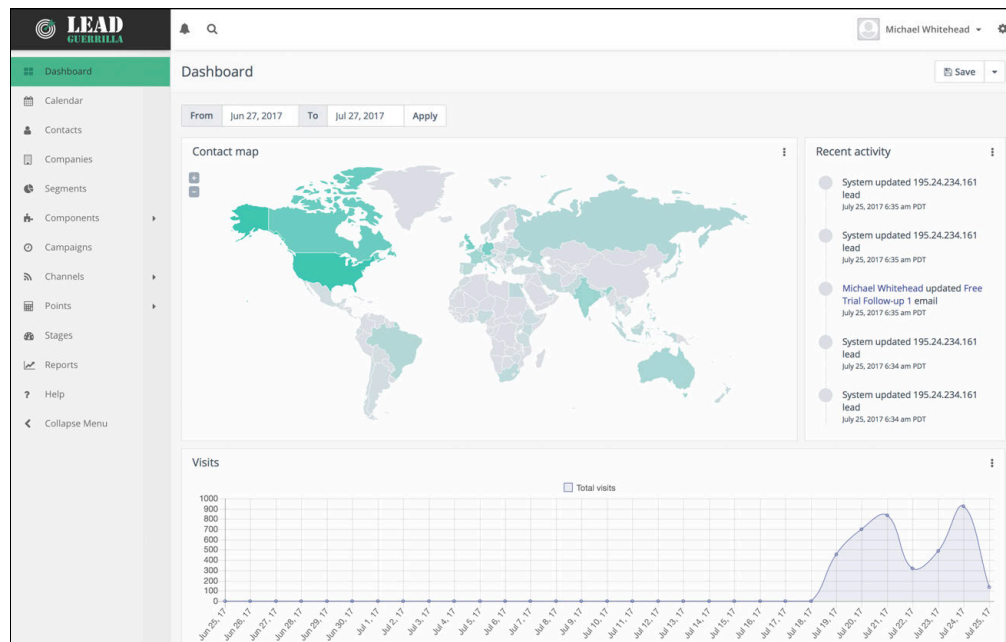 LEAD
GUERRILLA
Michael Whitehead
Dashboard
Calendar
Contacts
Companies
Segments
Components
Campaigns
Channels
Points
Stages
Reports
? Help
Collapse Menu
Dashboard
Save
From Jun 27, 2017 To Jul 27, 2017 Apply
Contact map
+
−
Recent activity
System updated 195.24.234.161
lead
July 25, 2017 6:35 am PDT
System updated 195.24.234.161
lead
July 25, 2017 6:35 am PDT
Michael Whitehead updated Free
Trial Follow-up 1 email
July 25, 2017 6:35 am PDT
System updated 195.24.234.161
lead
July 25, 2017 6:34 am PDT
System updated 195.24.234.161
lead
July 25, 2017 6:34 am PDT
Visits
Total visits
1000
900
800
700
600
500
400
300
200
100
0
Jun 25, 17
Jun 26, 17
Jun 27, 17
Jun 28, 17
Jun 29, 17
Jun 30, 17
Jul 1, 17
Jul 2, 17
Jul 3, 17
Jul 4, 17
Jul 5, 17
Jul 6, 17
Jul 7, 17
Jul 8, 17
Jul 9, 17
Jul 10, 17
Jul 11, 17
Jul 12, 17
Jul 13, 17
Jul 14, 17
Jul 15, 17
Jul 16, 17
Jul 17, 17
Jul 18, 17
Jul 19, 17
Jul 20, 17
Jul 21, 17
Jul 22, 17
Jul 23, 17
Jul 24, 17
Jul 25, 17